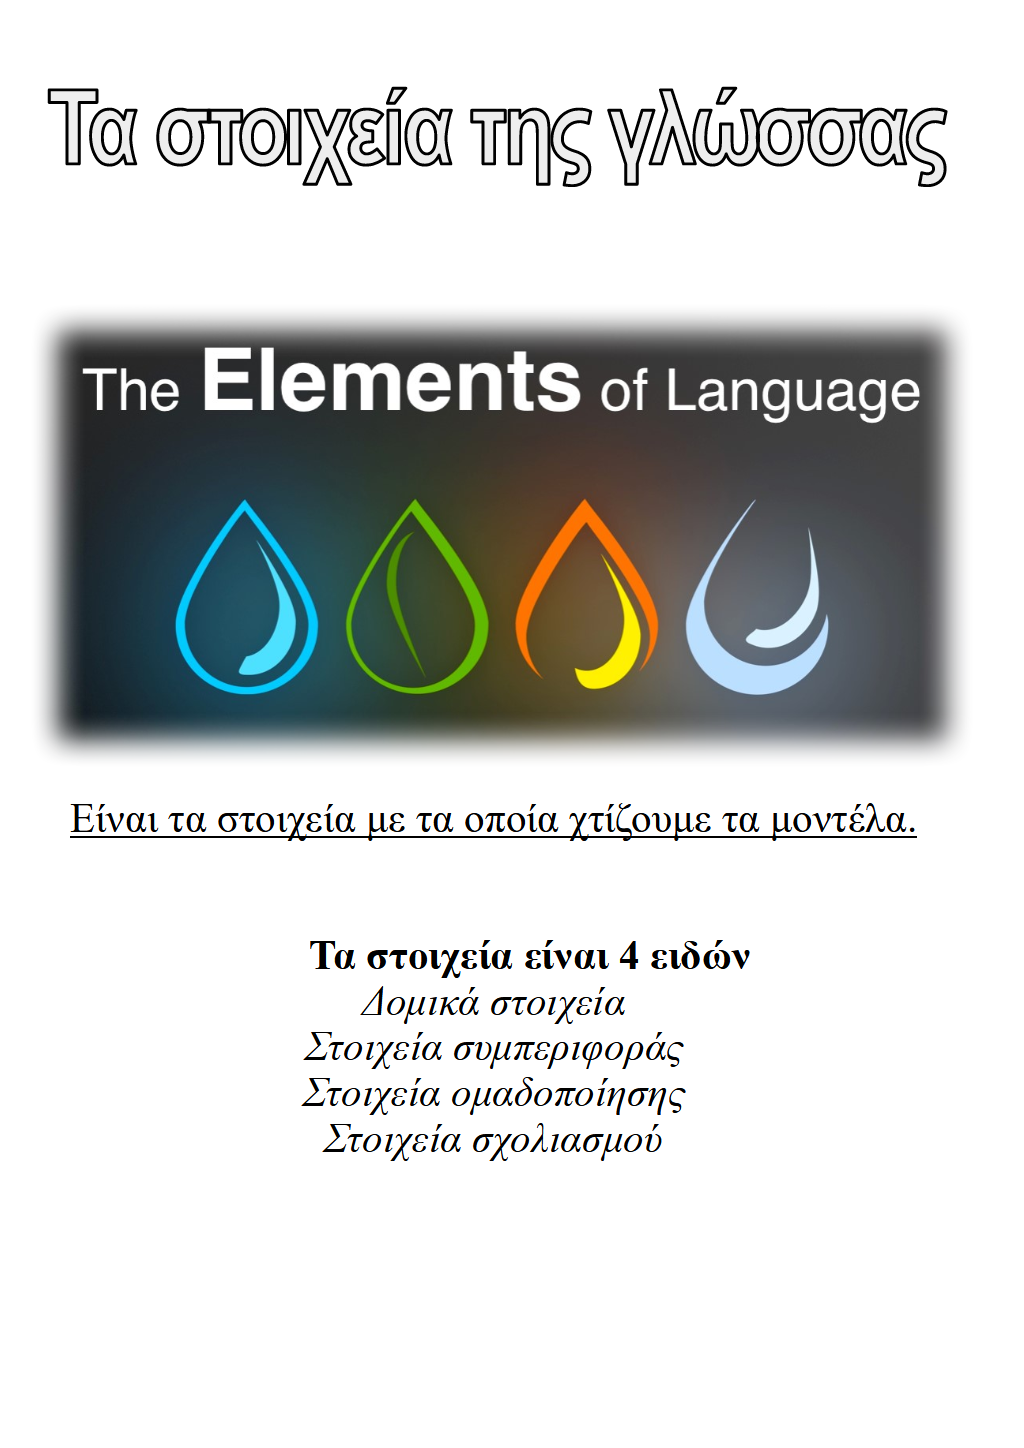 Τα στοιχεία της γλώσσας
The Elements of Language
Είναι τα στοιχεία με τα οποία χτίζουμε τα μοντέλα.
Τα στοιχεία είναι 4 ειδών
Δομικά στοιχεία
Στοιχεία συμπεριφοράς
Στοιχεία ομαδοποίησης
Στοιχεία σχολιασμού